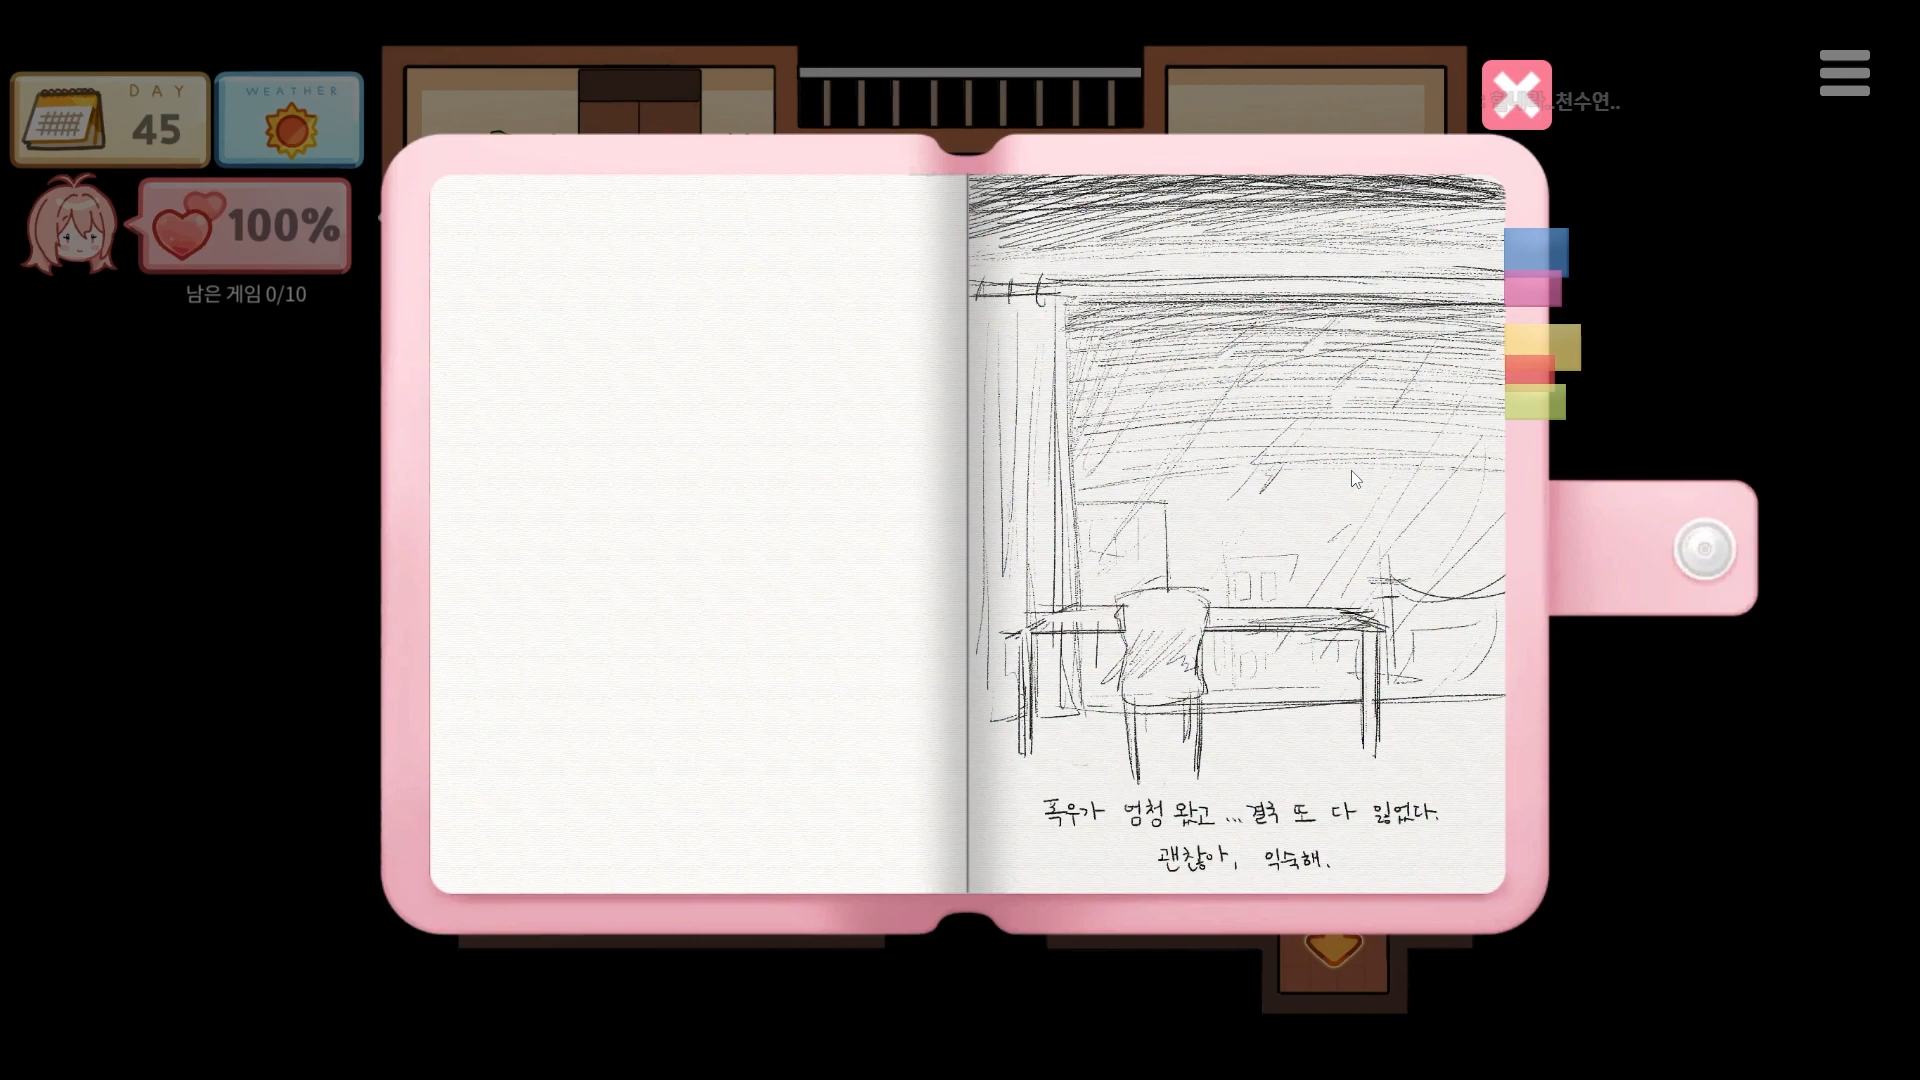 DAY
45
WEATHER
100%
남은 게임 0/10
천수연..
폭우가 엄청 왔고 ...결국 또 다 잃었다.
괜찮아, 익숙해.